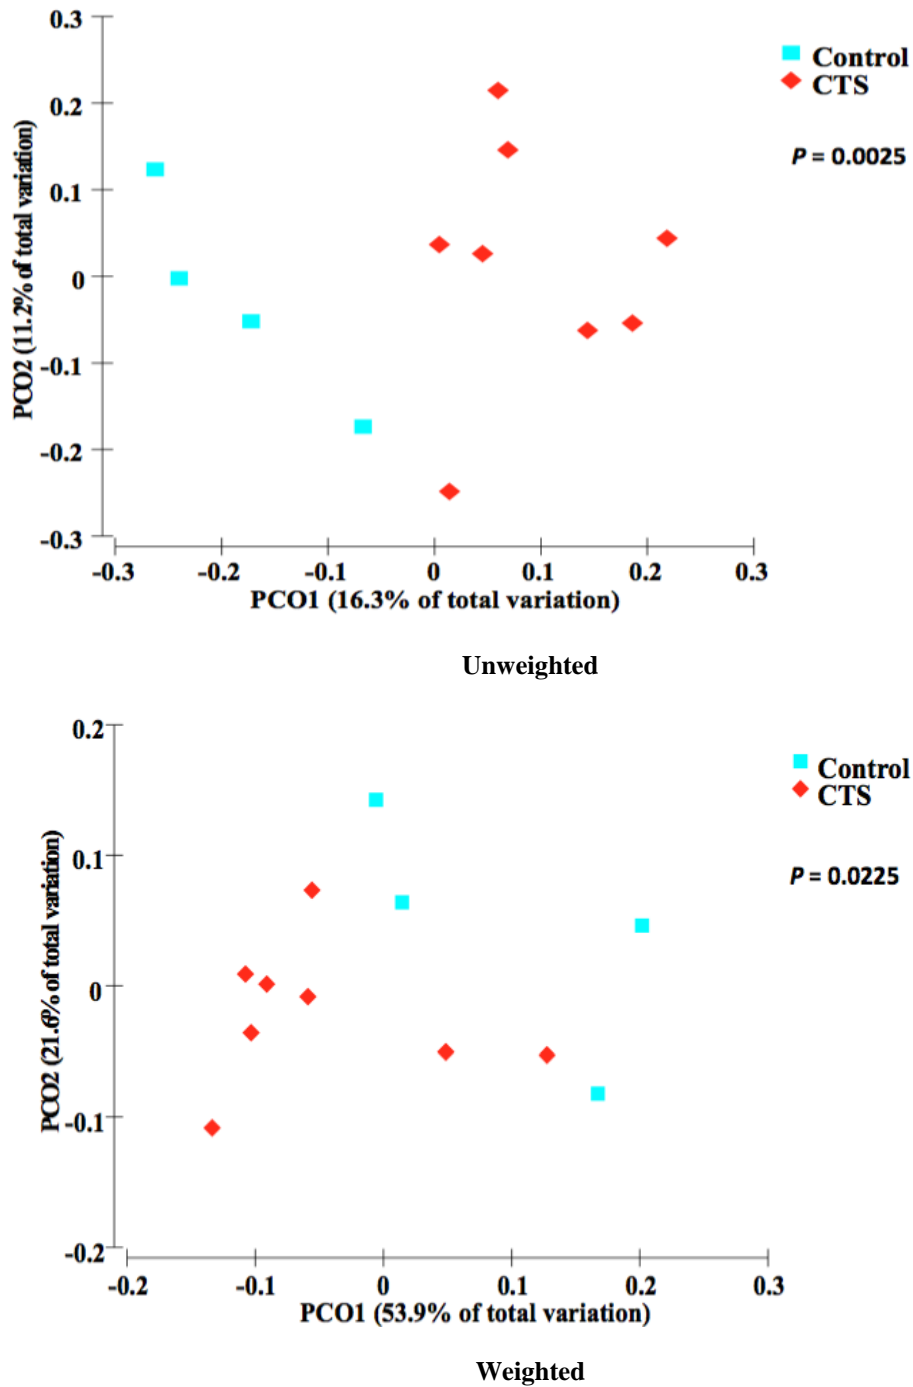 0.3
0.2
0.1
0
-0.1
-0.2
-0.3
PCO2 (11.2% of total variation)
Control
CTS
P = 0.0025
-0.3 -0.2 -0.1 0 0.1 0.2 0.3
PCO1 (16.3% of total variation)
Unweighted
0.2
0.1
0
-0.1
-0.2
PCO2 (21.6% of total variation)
Control
CTS
P = 0.0225
-0.2 -0.1 0 0.1 0.2 0.3
PCO1 (53.9% of total variation)
Weighted